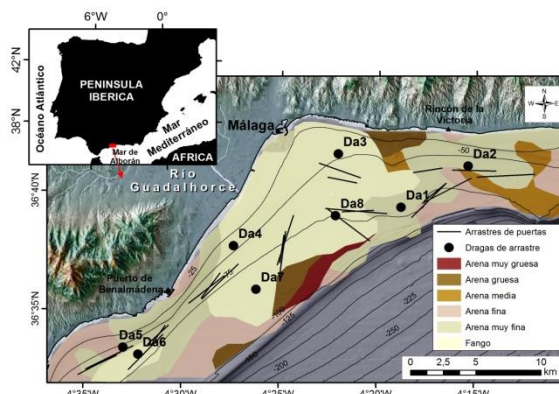 6°W
0°
42°N
38°N
Océano Atlántico
PENINSULA
IBERICA
Mar
Mediterráneo
Mar de
Alborán
AFRICA
Málaga
Rincón de la
Victoria
N
Río
Guadalhorce
36°40'N
36°35'N
Puerto de
Benalmádena
Da3
Da2
Da1
Da8
Da4
Da7
Da5
Da6
-50
-25
-75
-125
-225
-250
-200
Arrastres de puertas
Dragas de arrastre
Arena muy gruesa
Arena gruesa
Arena media
Arena fina
Arena muy fina
Fango
0 2,5 5 10
km
4°35'W
4°30'W
4°25'W
4°20'W
4°15'W